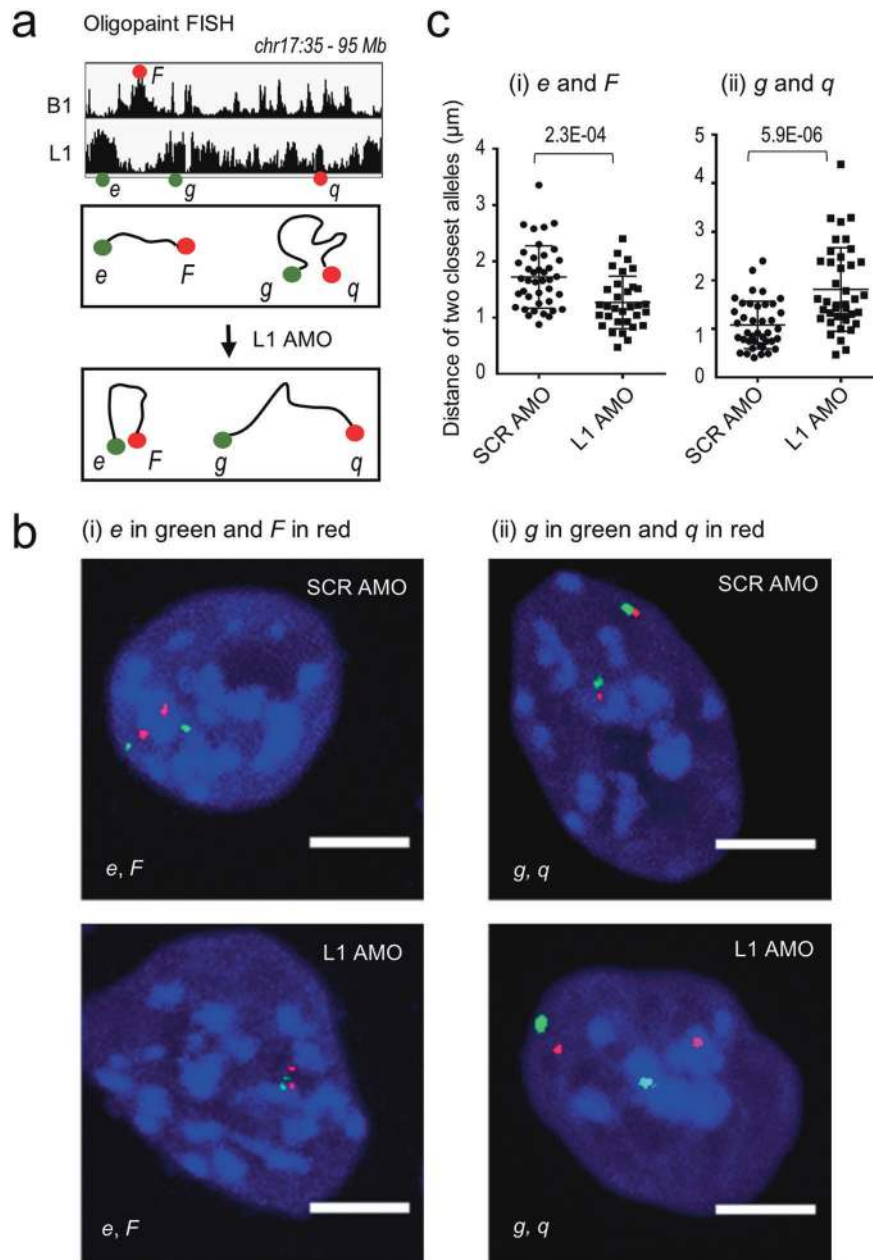 a
Oligopaint FISH
chr17:35 - 95 Mb
F
B1
L1
e g q
e F g q
L1 AMO
e F g q
c
(i) e and F
2.3E-04
Distance of two closest alleles (µm)
4
3
2
1
0
SCR AMO
L1 AMO
(ii) g and q
5.9E-06
5
4
3
2
1
0
SCR AMO
L1 AMO
b
(i) e in green and F in red
SCR AMO
e, F
L1 AMO
e, F
(ii) g in green and q in red
SCR AMO
g, q
L1 AMO
g, q